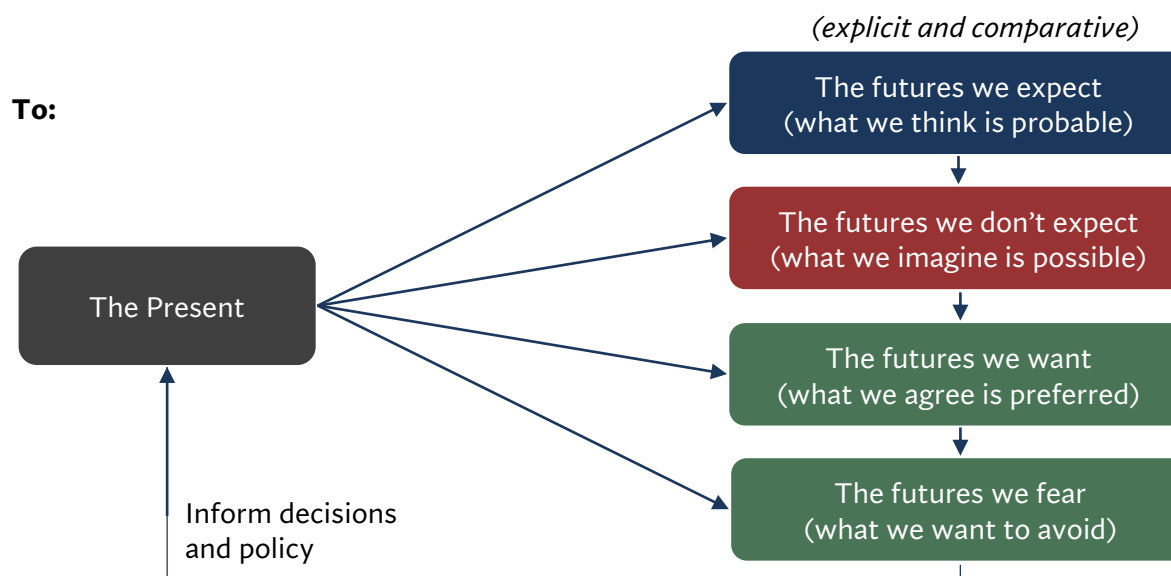 (explicit and comparative)
To:
The futures we expect
(what we think is probable)
The futures we don’t expect
(what we imagine is possible)
The Present
The futures we want
(what we agree is preferred)
The futures we fear
(what we want to avoid)
Inform decisions
and policy